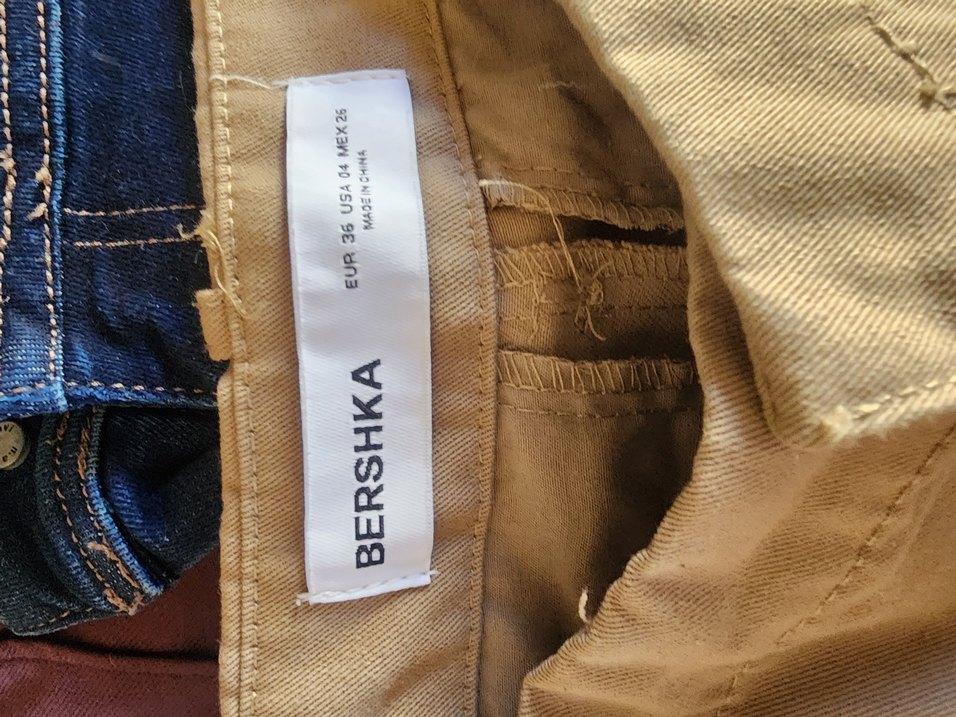 BERSHKA
EUR 36 USA 04 MEX 26
MADE IN CHINA